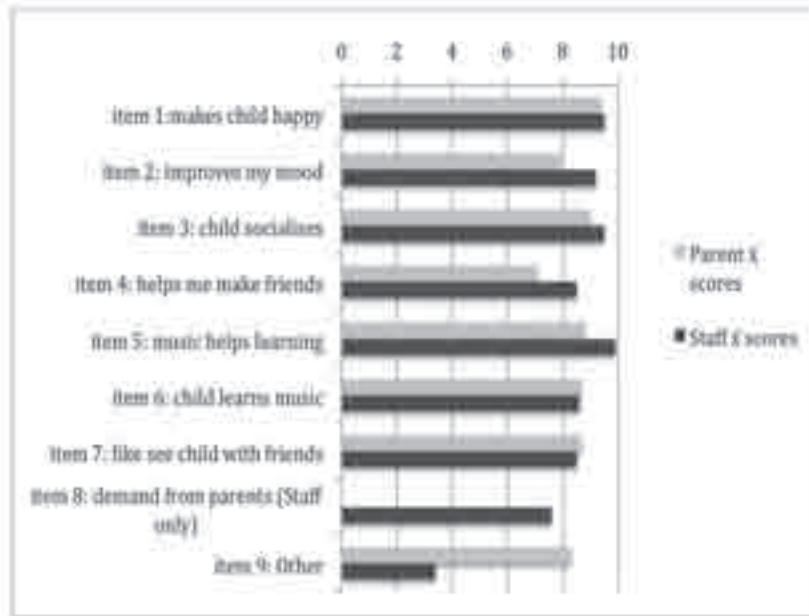 0 2 4 6 8 10
item 1:makes child happy
item 2: improves my mood
item 3: child socialises
item 4: helps me make friends
item 5: music helps learning
item 6: child learns music
item 7: like see child with friends
item 8: demand from parents (Staff
only)
item 9: Other
Parent x̄
scores
Staff x̄ scores